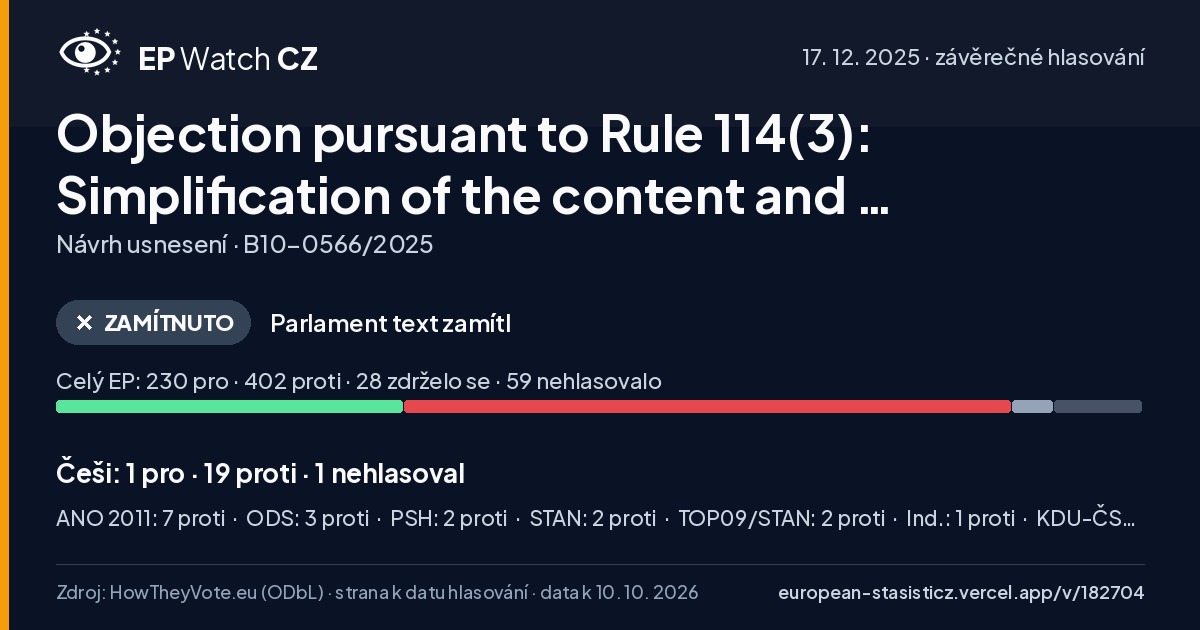 EP Watch CZ
17. 12. 2025 · závěrečné hlasování
Objection pursuant to Rule 114(3):
Simplification of the content and …
Návrh usnesení · B10–0566/2025
✕ ZAMÍTNUTO
Parlament text zamítl
Celý EP: 230 pro · 402 proti · 28 zdrželo se · 59 nehlasovalo
Češi: 1 pro · 19 proti · 1 nehlasoval
ANO 2011: 7 proti · ODS: 3 proti · PSH: 2 proti · STAN: 2 proti · TOP09/STAN: 2 proti · Ind.: 1 proti · KDU-ČS…
Zdroj: HowTheyVote.eu (ODbL) · strana k datu hlasování · data k 10. 10. 2026
european-stasisticz.vercel.app/v/182704